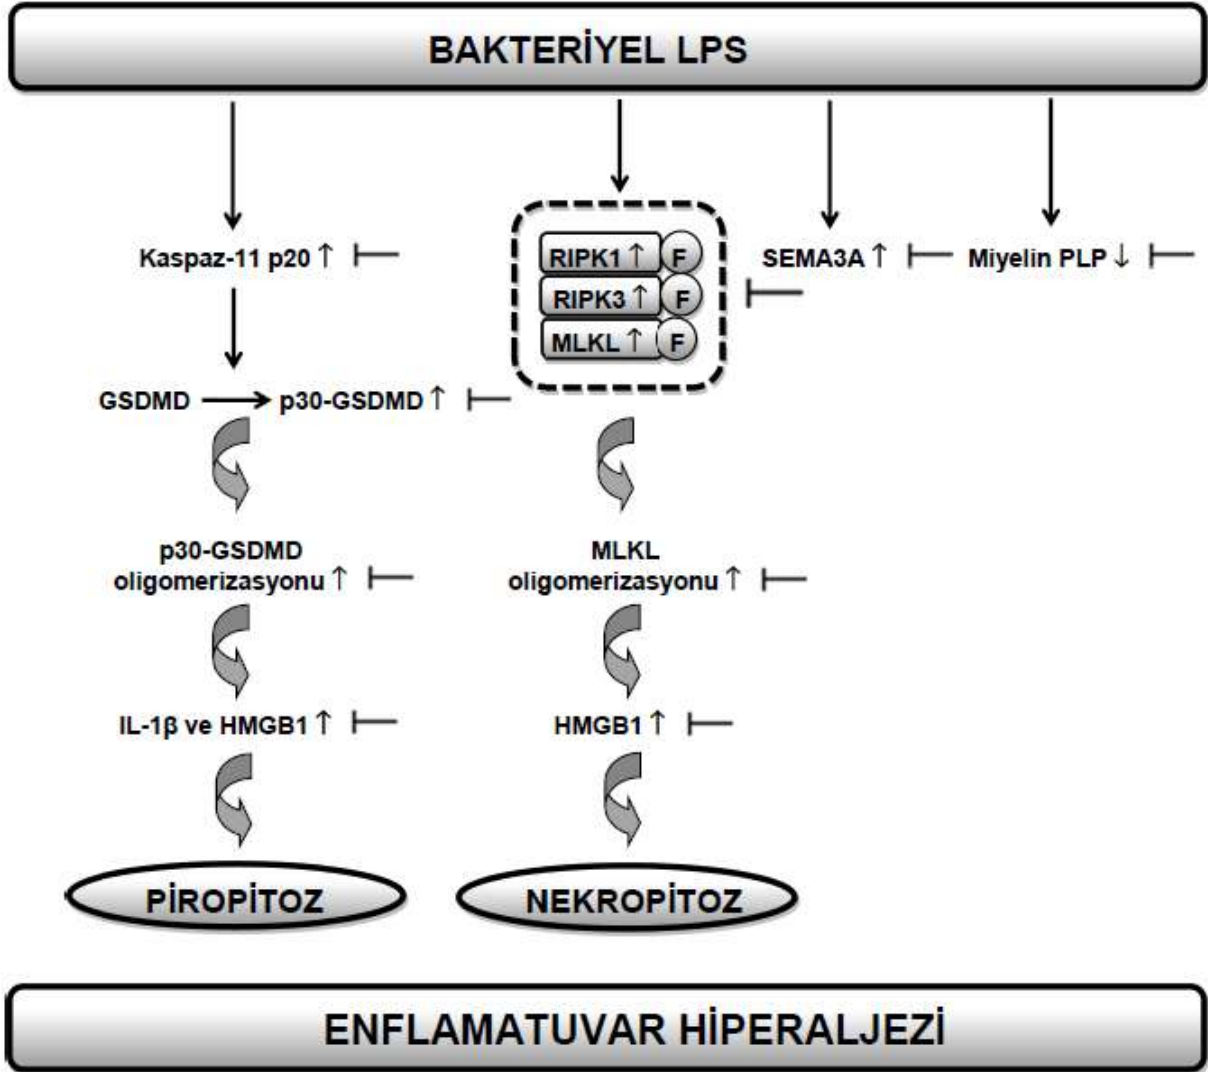 BAKTERİYEL LPS
Kaspaz-11 p20 ↑
RIPK1 ↑ F
RIPK3 ↑ F
MLKL ↑ F
SEMA3A ↑
Miyelin PLP ↓
GSDMD
p30-GSDMD ↑
p30-GSDMD
oligomerizasyonu ↑
MLKL
oligomerizasyonu ↑
IL-1β ve HMGB1 ↑
HMGB1 ↑
PİROPİTOZ
NEKROPİTOZ
ENFLAMATUVAR HİPERALJEZİ